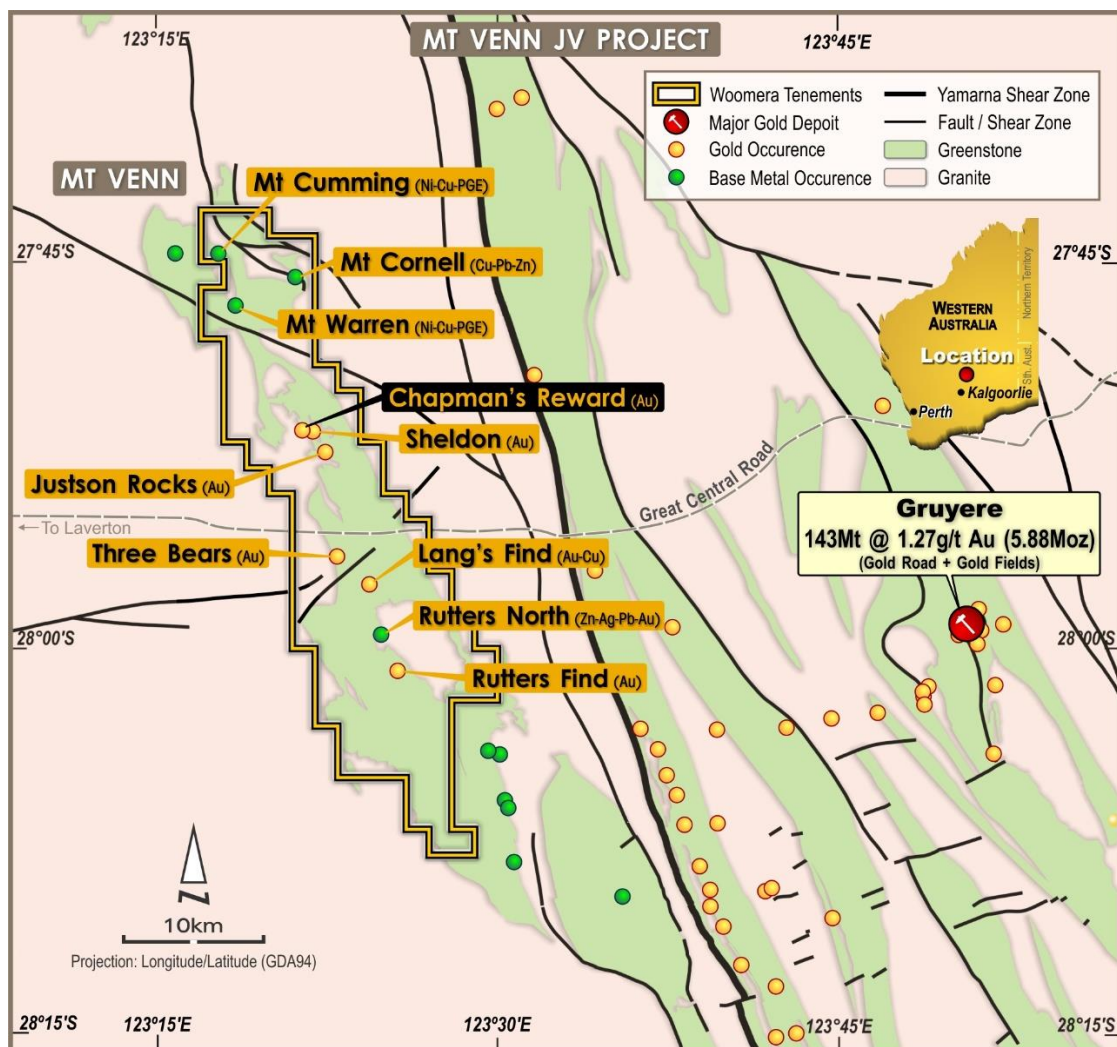 MT VENN JV PROJECT
123°15'E
123°45'E
Woomera Tenements
Major Gold Depoit
Gold Occurence
Base Metal Occurence
Yamarna Shear Zone
Fault / Shear Zone
Greenstone
Granite
MT VENN
Mt Cumming (Ni-Cu-PGE)
27°45'S
27°45'S
Mt Cornell (Cu-Pb-Zn)
Mt Warren (Ni-Cu-PGE)
WESTERN
AUSTRALIA
Northern Territory
Sth. Aust.
Location
Kalgoorlie
Perth
Chapman's Reward (Au)
Sheldon (Au)
Justson Rocks (Au)
Great Central Road
← To Laverton
Gruyere
143Mt @ 1.27g/t Au (5.88Moz)
(Gold Road + Gold Fields)
Three Bears (Au)
Lang's Find (Au-Cu)
Rutters North (Zn-Ag-Pb-Au)
28°00'S
28°00'S
Rutters Find (Au)
N
10km
Projection: Longitude/Latitude (GDA94)
28°15'S
123°15'E
123°30'E
123°45'E
28°15'S